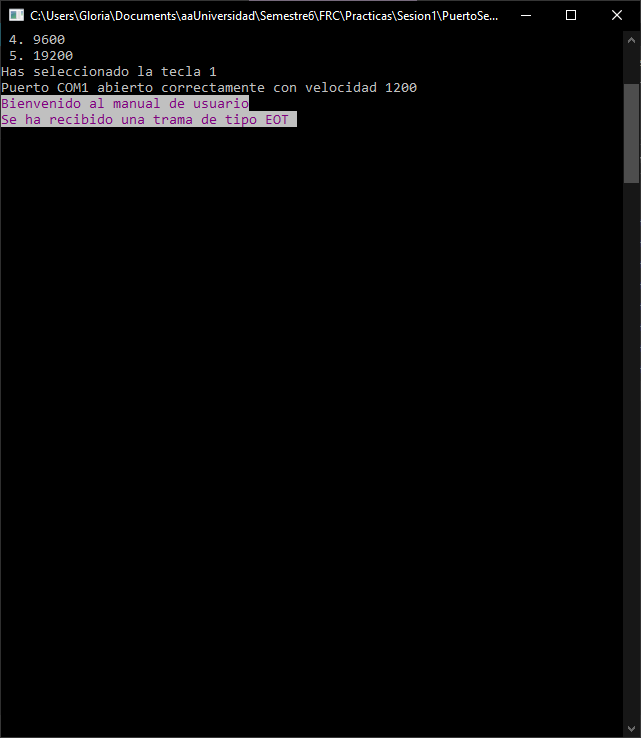 C:\Users\Gloria\Documents\aaUniversidad\Semestre6\FRC\Practicas\Sesion1\PuertoSe...
4. 9600
5. 19200
Has seleccionado la tecla 1
Puerto COM1 abierto correctamente con velocidad 1200
Bienvenido al manual de usuario
Se ha recibido una trama de tipo EOT